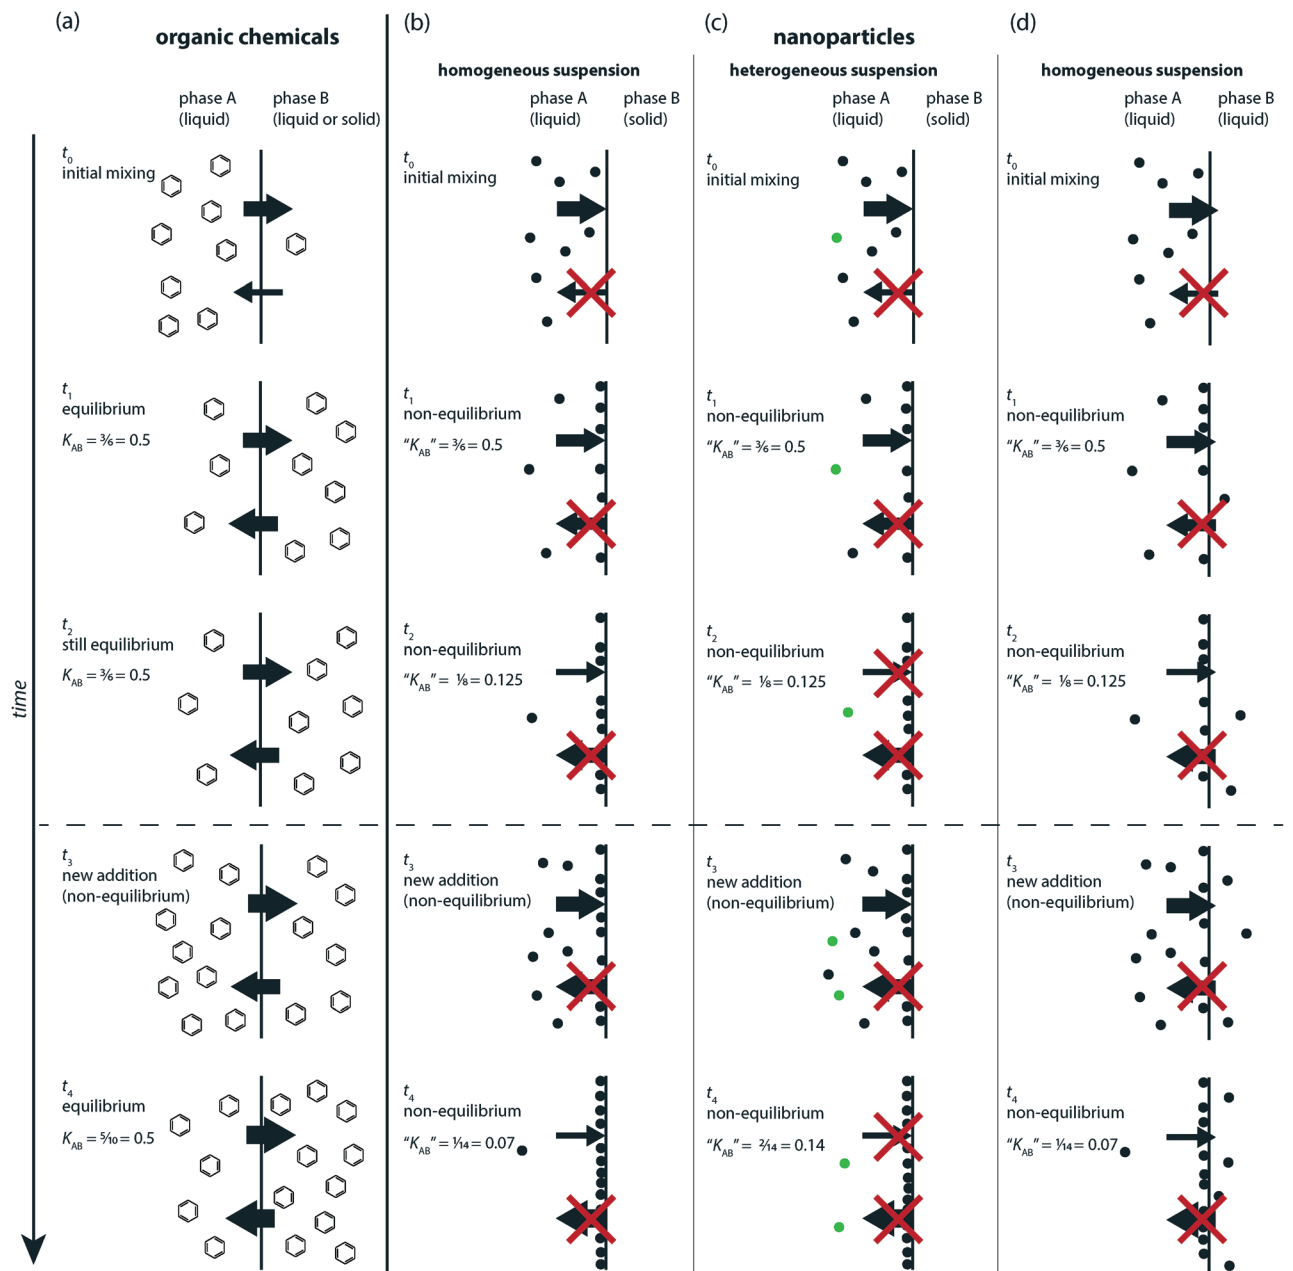 (a)
organic chemicals
phase A
(liquid)
phase B
(liquid or solid)
t0
initial mixing
t1
equilibrium
KAB = 3⁄6 = 0.5
t2
still equilibrium
KAB = 3⁄6 = 0.5
t3
new addition
(non-equilibrium)
t4
equilibrium
KAB = 5⁄10 = 0.5
time
nanoparticles
(b)
homogeneous suspension
phase A
(liquid)
phase B
(solid)
t0
initial mixing
t1
non-equilibrium
“KAB” = 3⁄6 = 0.5
t2
non-equilibrium
“KAB” = 1⁄8 = 0.125
t3
new addition
(non-equilibrium)
t4
non-equilibrium
“KAB” = 1⁄14 = 0.07
(c)
heterogeneous suspension
phase A
(liquid)
phase B
(solid)
t0
initial mixing
t1
non-equilibrium
“KAB” = 3⁄6 = 0.5
t2
non-equilibrium
“KAB” = 1⁄8 = 0.125
t3
new addition
(non-equilibrium)
t4
non-equilibrium
“KAB” = 2⁄14 = 0.14
(d)
homogeneous suspension
phase A
(liquid)
phase B
(liquid)
t0
initial mixing
t1
non-equilibrium
“KAB” = 3⁄6 = 0.5
t2
non-equilibrium
“KAB” = 1⁄8 = 0.125
t3
new addition
(non-equilibrium)
t4
non-equilibrium
“KAB” = 1⁄14 = 0.07